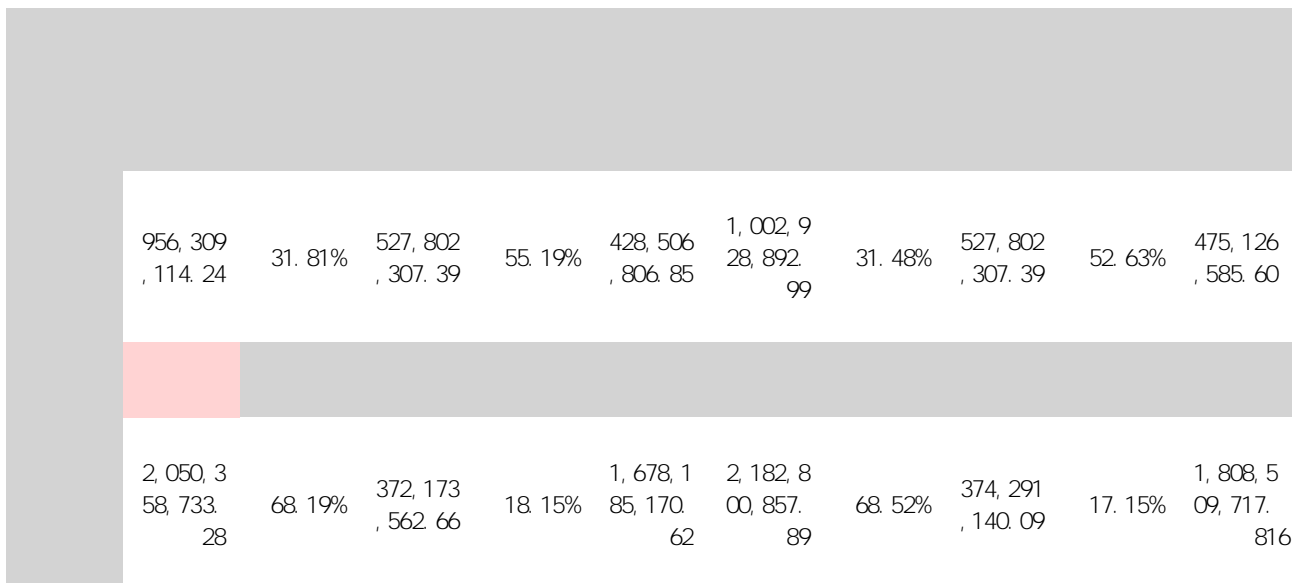 956, 309 , 114. 24 31. 81% 527, 802 , 307. 39 55. 19% 428, 506 , 806. 85 1, 002, 9 28, 892. 99 31. 48% 527, 802 , 307. 39 52. 63% 475, 126 , 585. 60
2, 050, 3 58, 733. 28 68. 19% 372, 173 , 562. 66 18. 15% 1, 678, 1 85, 170. 62 2, 182, 8 00, 857. 89 68. 52% 374, 291 , 140. 09 17. 15% 1, 808, 5 09, 717. 816